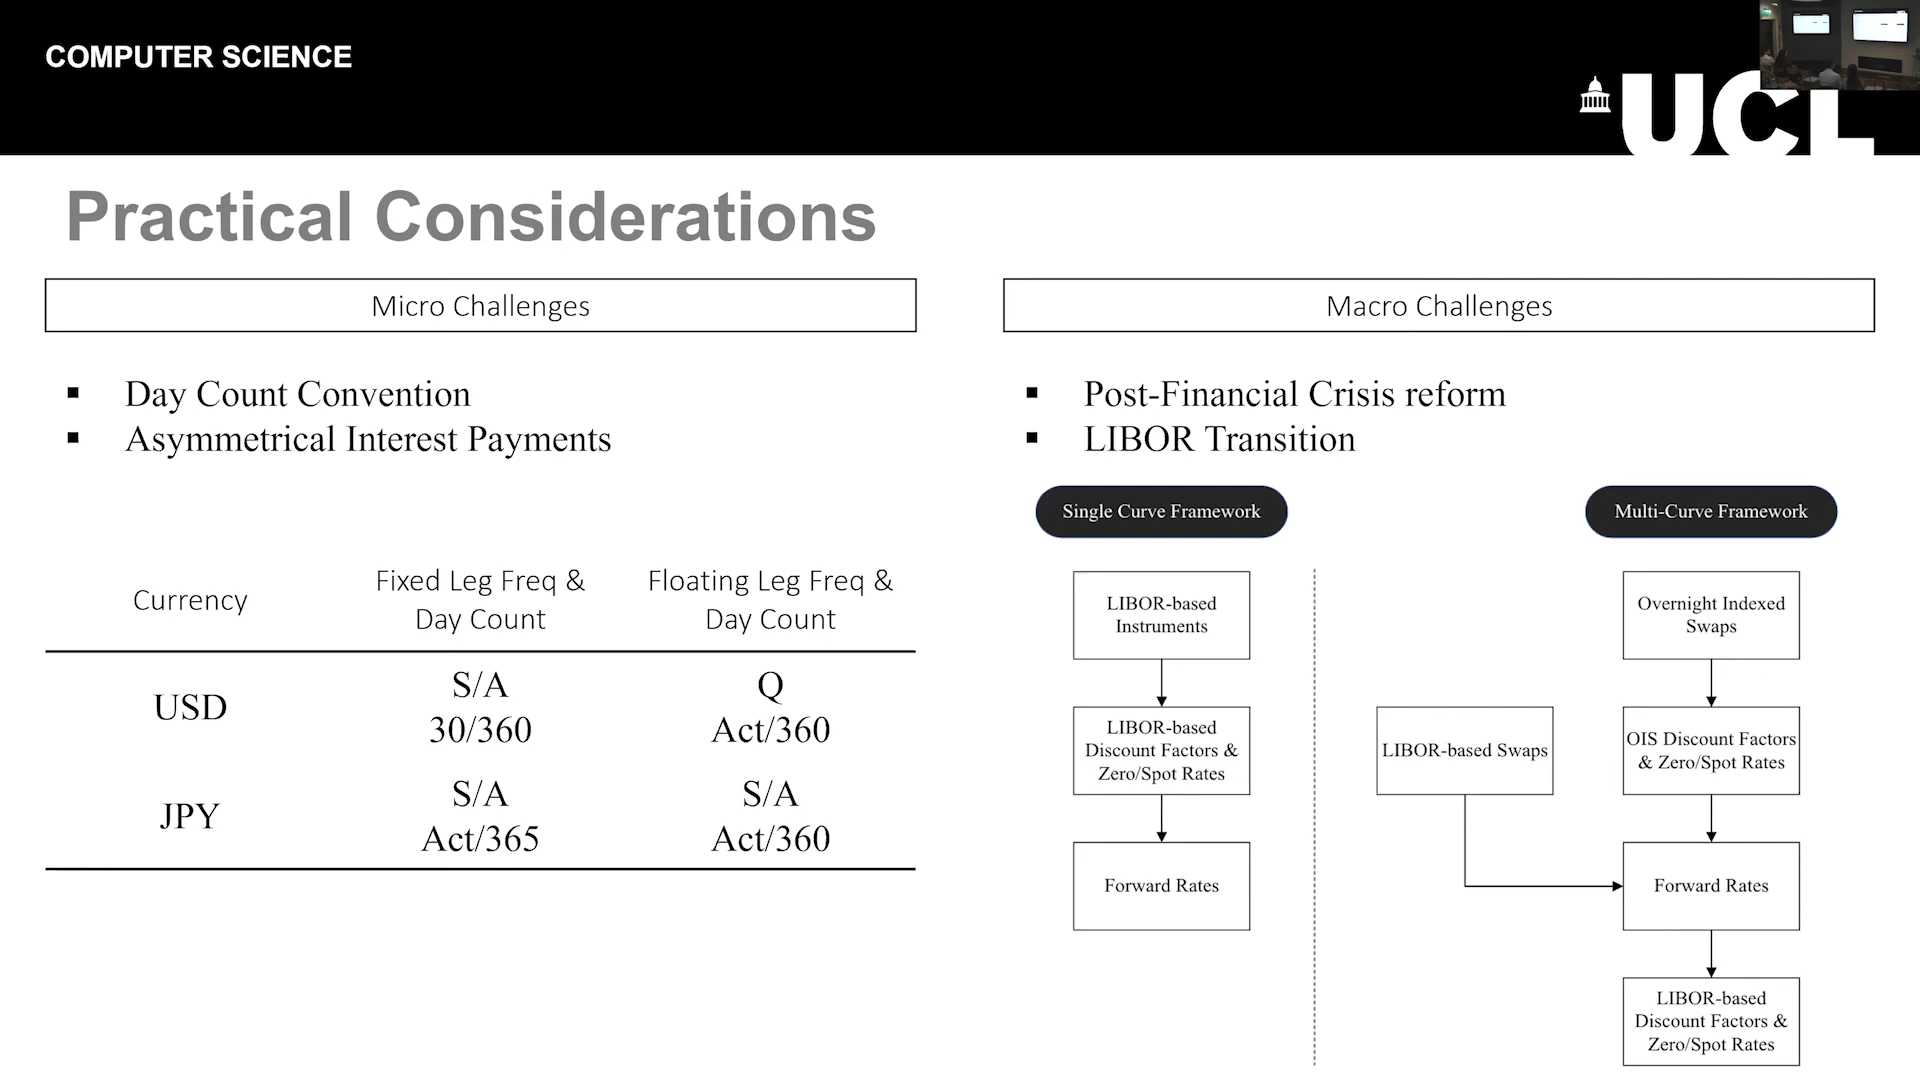 COMPUTER SCIENCE
UCL
Practical Considerations
Micro Challenges
▪ Day Count Convention
▪ Asymmetrical Interest Payments
Currency
Fixed Leg Freq &
Day Count
Floating Leg Freq &
Day Count
USD
S/A
30/360
Q
Act/360
JPY
S/A
Act/365
S/A
Act/360
Macro Challenges
▪ Post-Financial Crisis reform
▪ LIBOR Transition
Single Curve Framework
LIBOR-based
Instruments
LIBOR-based
Discount Factors &
Zero/Spot Rates
Forward Rates
Multi-Curve Framework
Overnight Indexed
Swaps
LIBOR-based Swaps
OIS Discount Factors
& Zero/Spot Rates
Forward Rates
LIBOR-based
Discount Factors &
Zero/Spot Rates